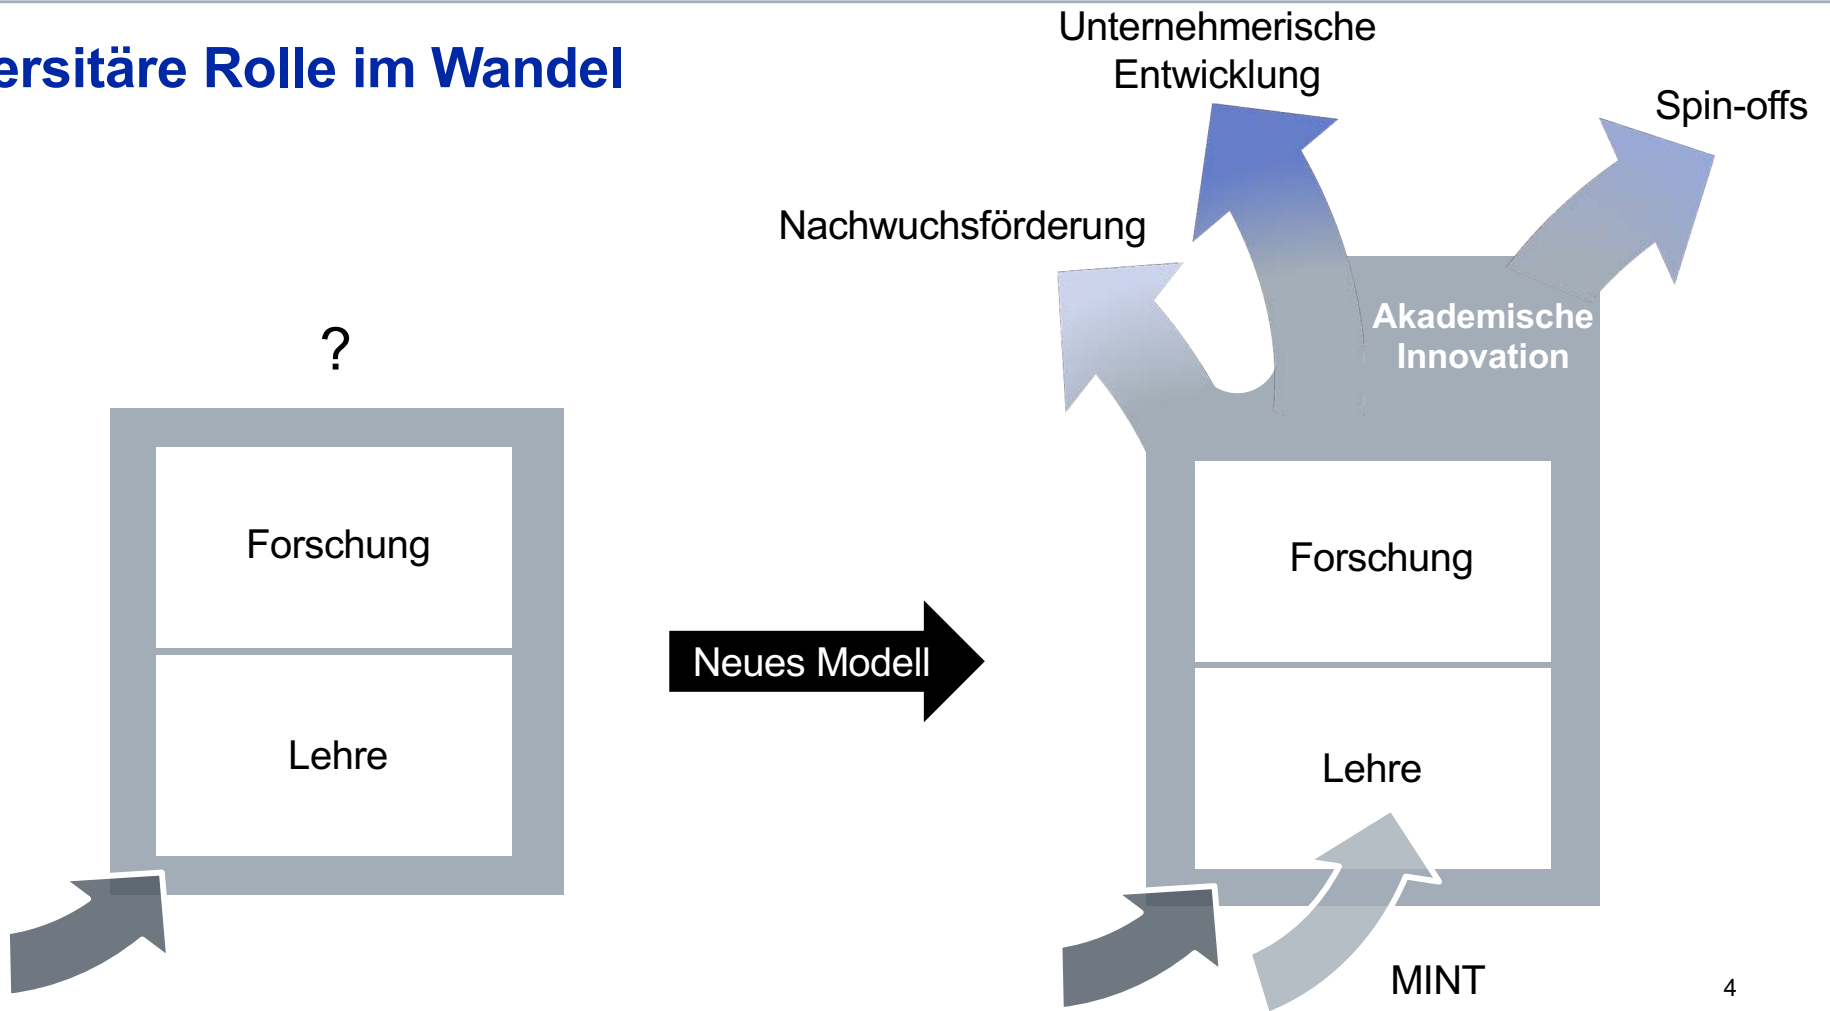 ersitäre Rolle im Wandel
Unternehmerische
Entwicklung
Spin-offs
Nachwuchsförderung
?
Akademische
Innovation
Forschung
Lehre
Neues Modell
Forschung
Lehre
MINT
4